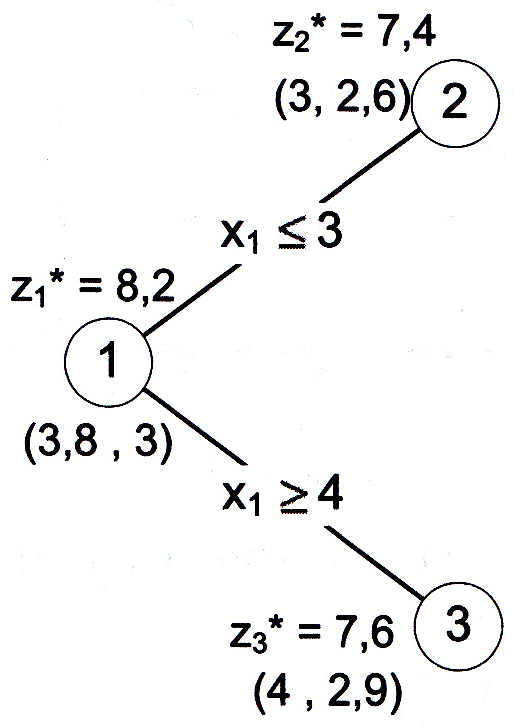 z₂* = 7,4
(3, 2,6) 2
x₁ ≤ 3
z₁* = 8,2
1
(3,8 , 3)
x₁ ≥ 4
z₃* = 7,6 3
(4 , 2,9)